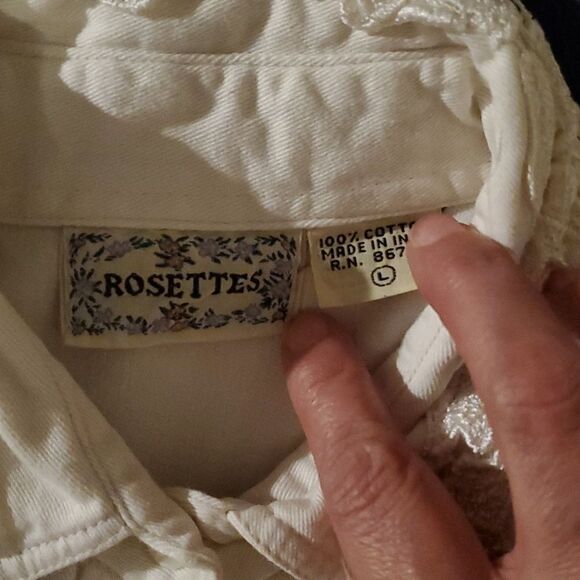 ROSETTES
100% COTT
MADE IN IN
R.N. 867
L